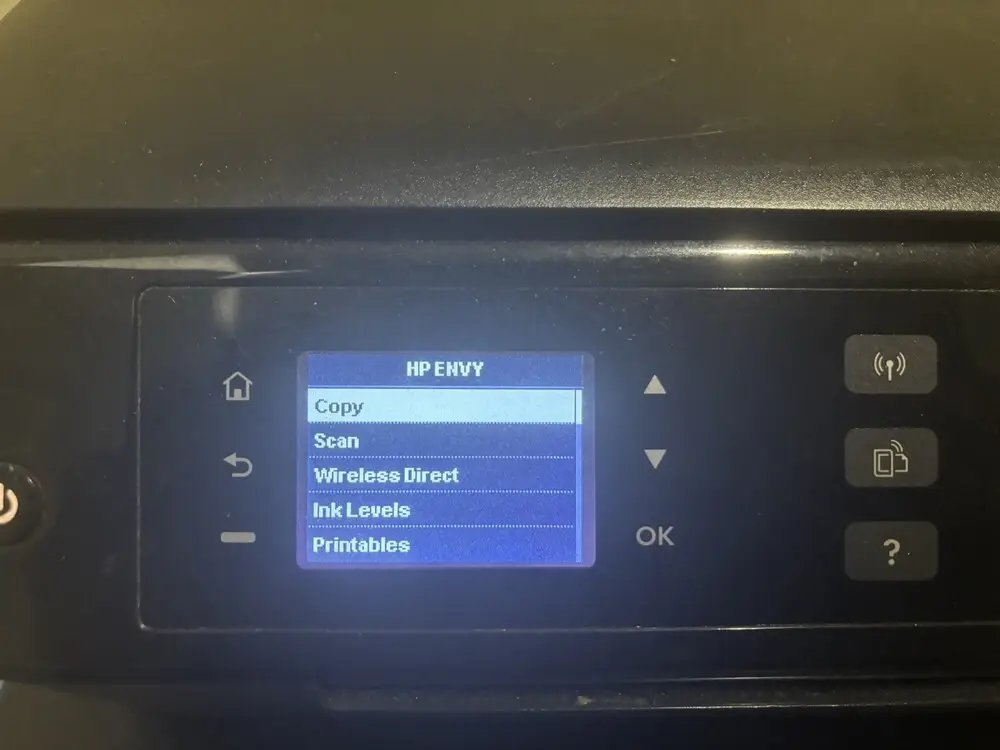 HP ENVY
Copy
Scan
Wireless Direct
Ink Levels
Printables
OK
?